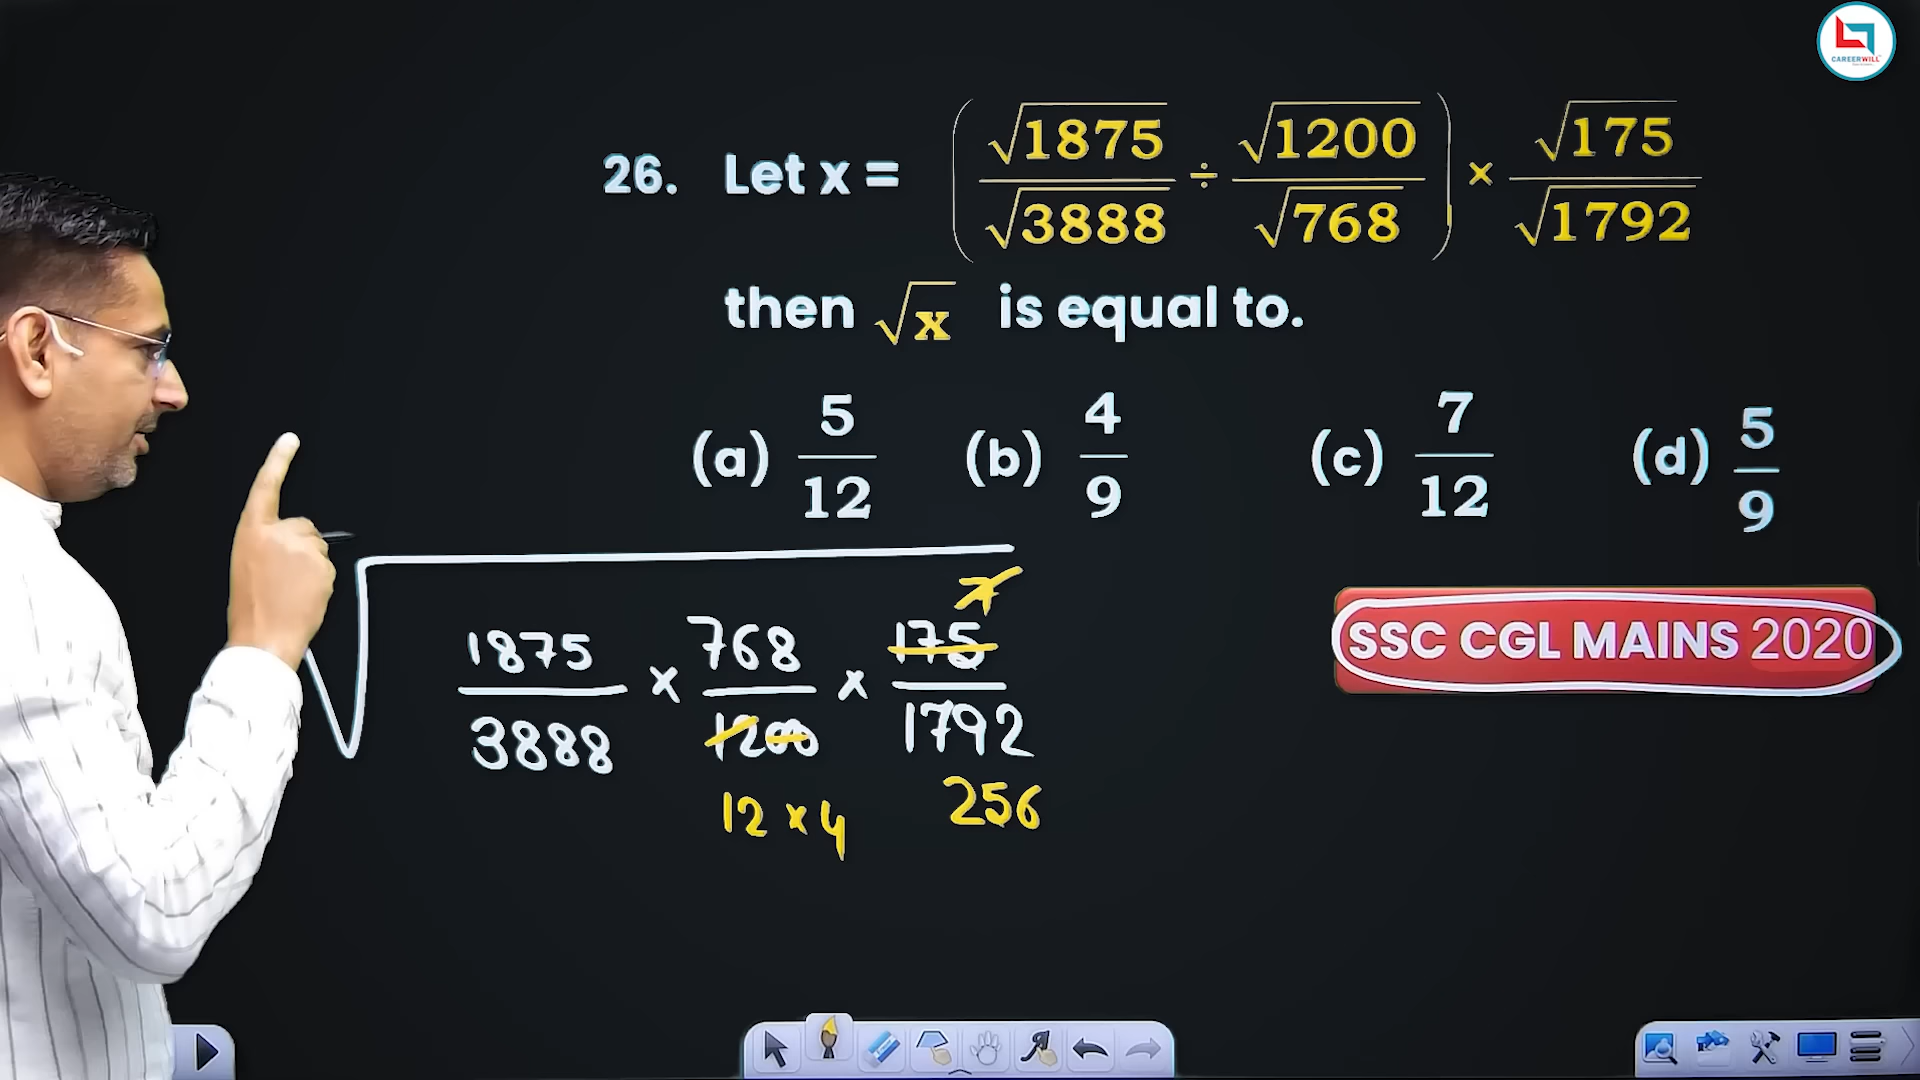 CAREERWILL
26. Let x = (√1875/√3888 ÷ √1200/√768) × √175/√1792
then √x is equal to.
(a) 5/12 (b) 4/9 (c) 7/12 (d) 5/9
SSC CGL MAINS 2020
√ 1875/3888 × 768/1200 × 175/1792
12 × 4 256